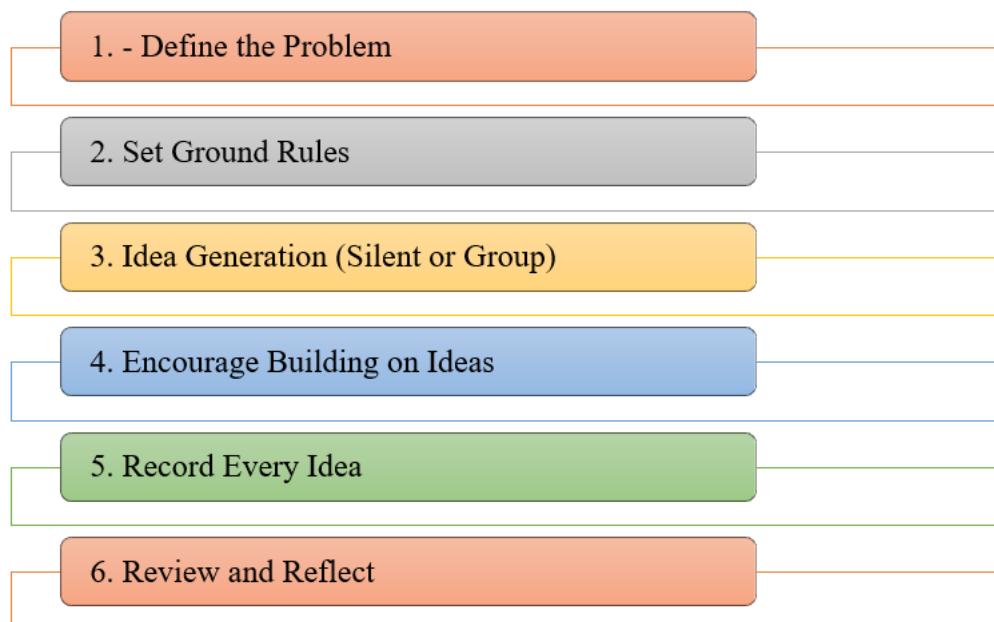 1. - Define the Problem
2. Set Ground Rules
3. Idea Generation (Silent or Group)
4. Encourage Building on Ideas
5. Record Every Idea
6. Review and Reflect